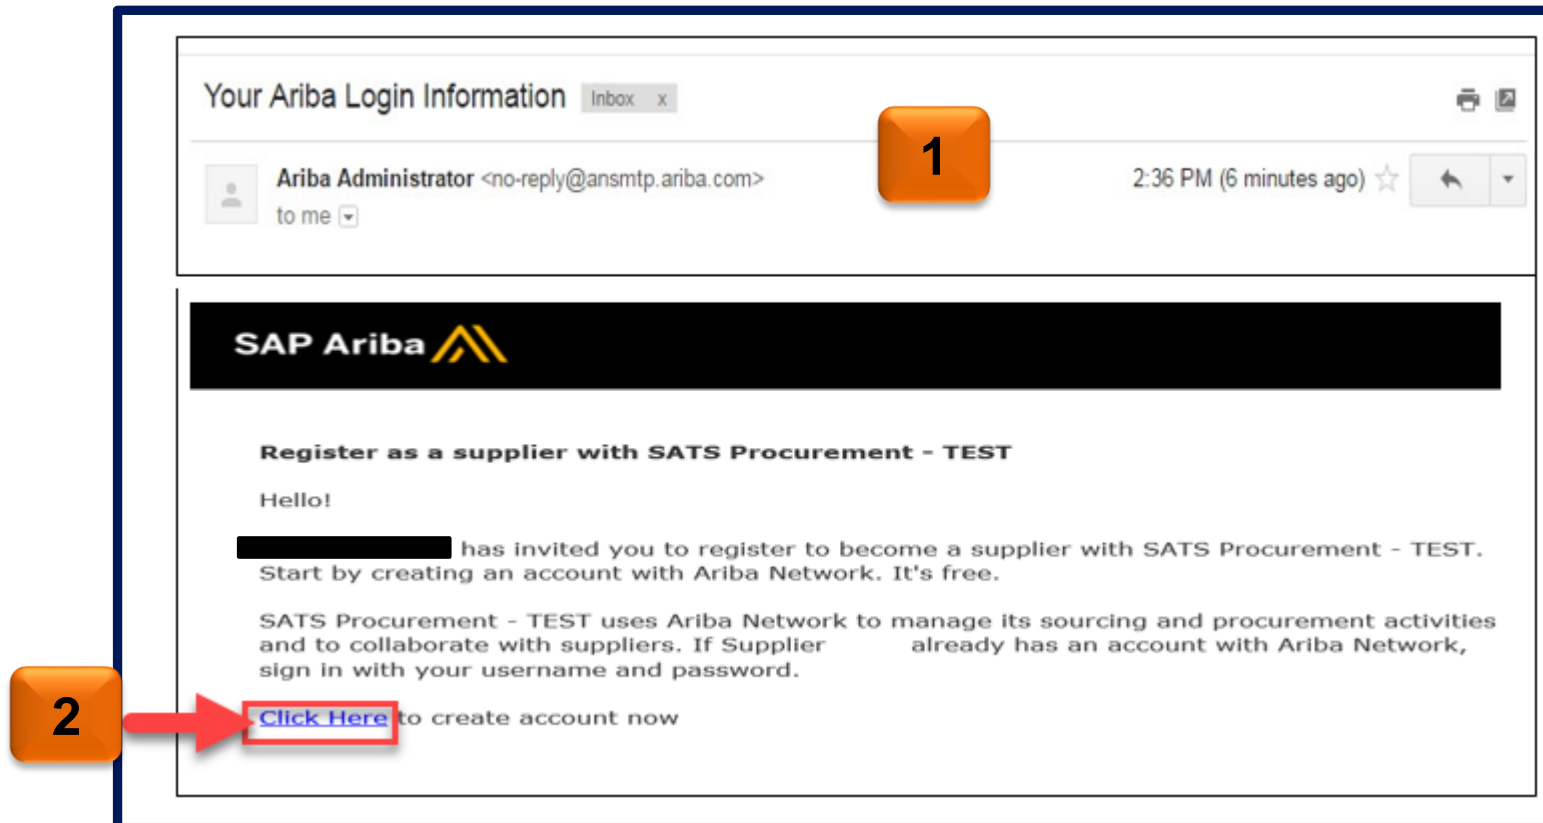 Your Ariba Login Information Inbox x
1
Ariba Administrator <no-reply@ansmtp.ariba.com>
2:36 PM (6 minutes ago)
to me
SAP Ariba
Register as a supplier with SATS Procurement - TEST
Hello!
has invited you to register to become a supplier with SATS Procurement - TEST.
Start by creating an account with Ariba Network. It's free.
SATS Procurement - TEST uses Ariba Network to manage its sourcing and procurement activities
and to collaborate with suppliers. If Supplier already has an account with Ariba Network,
sign in with your username and password.
2
Click Here to create account now